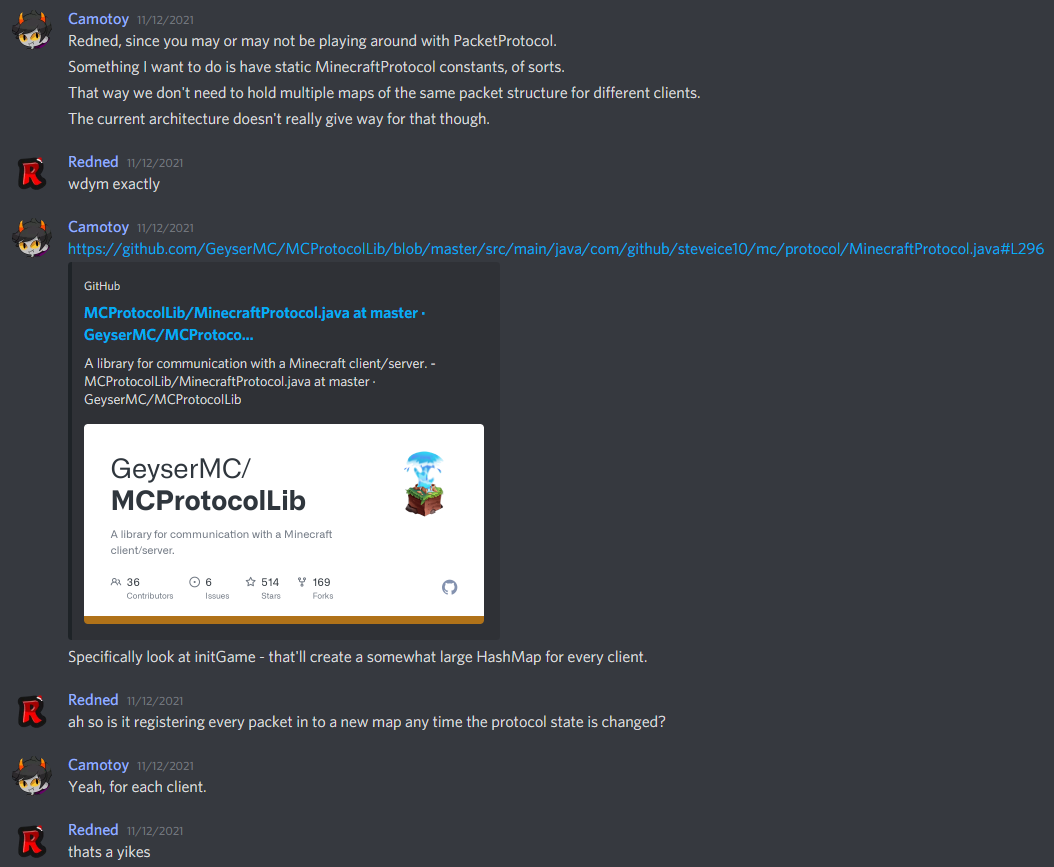 Camotoy 11/12/2021
Redned, since you may or may not be playing around with PacketProtocol.
Something I want to do is have static MinecraftProtocol constants, of sorts.
That way we don't need to hold multiple maps of the same packet structure for different clients.
The current architecture doesn't really give way for that though.
Redned 11/12/2021
wdym exactly
Camotoy 11/12/2021
https://github.com/GeyserMC/MCProtocolLib/blob/master/src/main/java/com/github/steveice10/mc/protocol/MinecraftProtocol.java#L296
GitHub
MCProtocolLib/MinecraftProtocol.java at master ·
GeyserMC/MCProtoco...
A library for communication with a Minecraft client/server. -
MCProtocolLib/MinecraftProtocol.java at master ·
GeyserMC/MCProtocolLib
GeyserMC/
MCProtocolLib
A library for communication with a Minecraft
client/server.
36 6 514 169
Contributors Issues Stars Forks
Specifically look at initGame - that'll create a somewhat large HashMap for every client.
Redned 11/12/2021
ah so is it registering every packet in to a new map any time the protocol state is changed?
Camotoy 11/12/2021
Yeah, for each client.
Redned 11/12/2021
thats a yikes